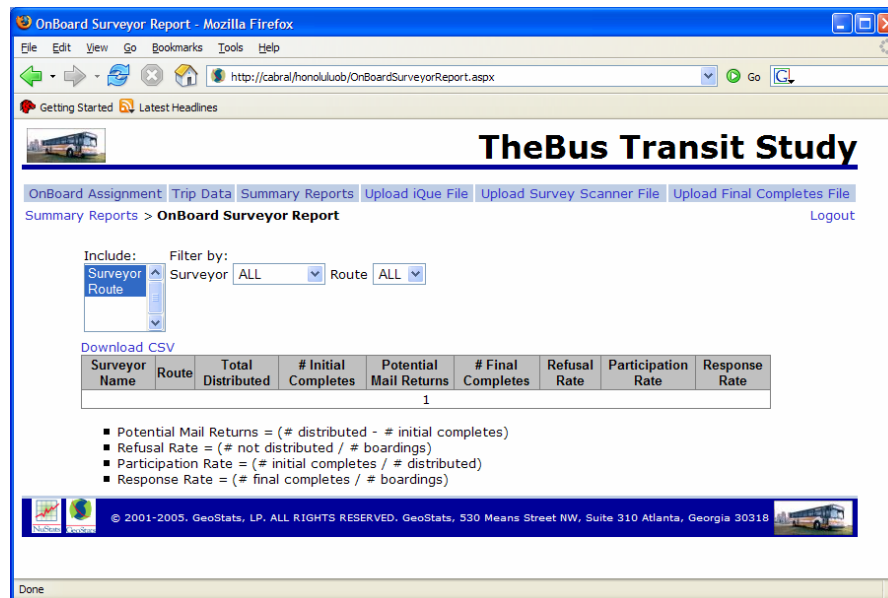 OnBoard Surveyor Report - Mozilla Firefox
File Edit View Go Bookmarks Tools Help
http://cabral/honoluluob/OnBoardSurveyorReport.aspx Go G
Getting Started Latest Headlines
TheBus Transit Study
OnBoard Assignment Trip Data Summary Reports Upload iQue File Upload Survey Scanner File Upload Final Completes File
Summary Reports > OnBoard Surveyor Report Logout
Include: Filter by:
Surveyor Surveyor ALL Route ALL
Route
Download CSV
Surveyor Name Route Total Distributed # Initial Completes Potential Mail Returns # Final Completes Refusal Rate Participation Rate Response Rate
1
Potential Mail Returns = (# distributed - # initial completes)
Refusal Rate = (# not distributed / # boardings)
Participation Rate = (# initial completes / # distributed)
Response Rate = (# final completes / # boardings)
NuStats GeoStats © 2001-2005. GeoStats, LP. ALL RIGHTS RESERVED. GeoStats, 530 Means Street NW, Suite 310 Atlanta, Georgia 30318
Done